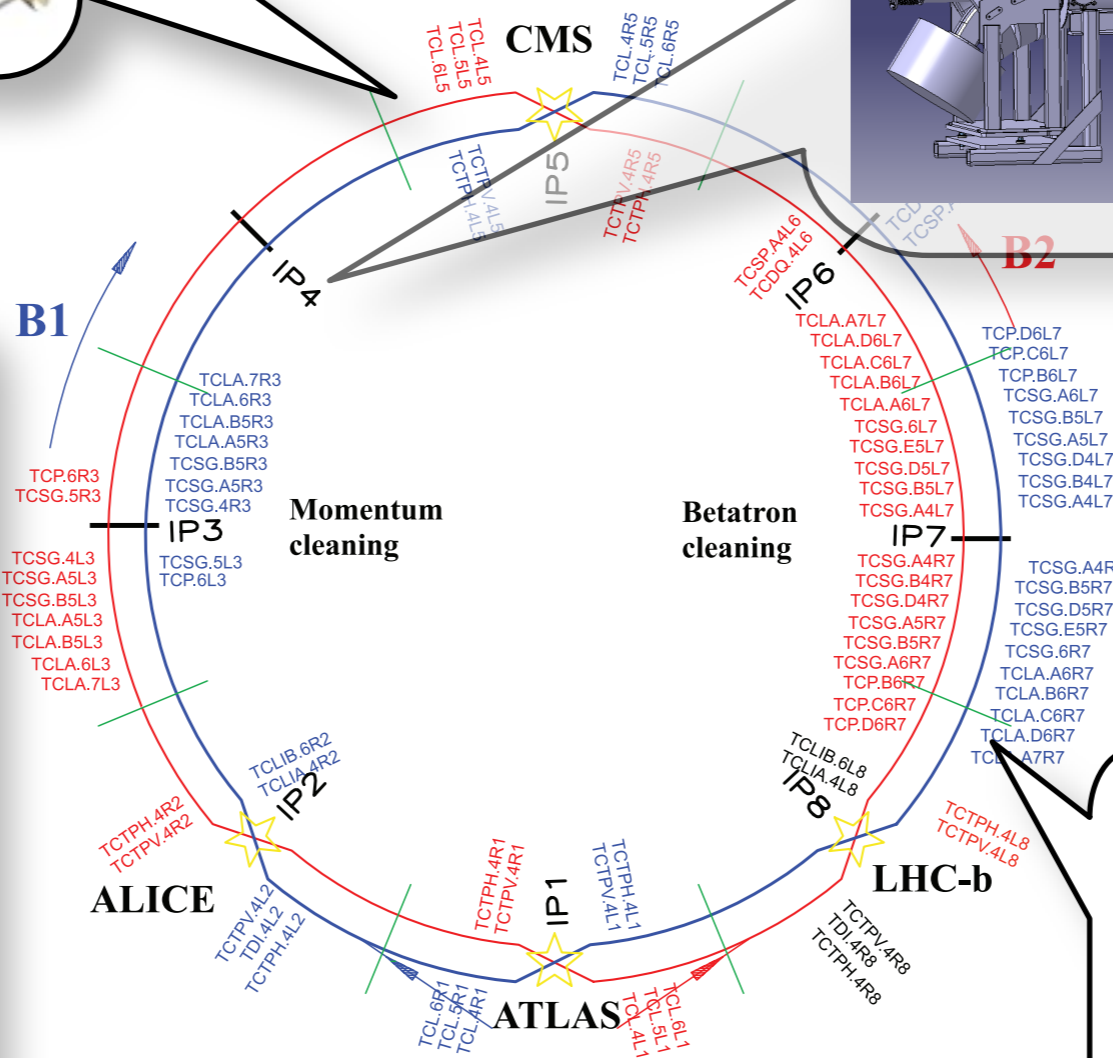 CMS
TCL.6L5
TCL.5L5
TCL.4L5
TCL.4R5
TCL.5R5
TCL.6R5
IP5
TCTPV.4L5
TCTPH.4L5
TCTPV.4R5
TCTPH.4R5
TCSP.A4L6
TCDQ.4L6
IP6
IP4
B1
B2
TCLA.A7L7
TCLA.D6L7
TCLA.C6L7
TCLA.B6L7
TCLA.A6L7
TCSG.6L7
TCSG.E5L7
TCSG.D5L7
TCSG.B5L7
TCSG.A4L7
TCP.D6L7
TCP.C6L7
TCP.B6L7
TCSG.A6L7
TCSG.B5L7
TCSG.A5L7
TCSG.D4L7
TCSG.B4L7
TCSG.A4L7
TCLA.7R3
TCLA.6R3
TCLA.B5R3
TCLA.A5R3
TCSG.B5R3
TCSG.A5R3
TCSG.4R3
TCP.6R3
TCSG.5R3
IP3
Momentum
cleaning
Betatron
cleaning
IP7
TCSG.4L3
TCSG.A5L3
TCSG.B5L3
TCLA.A5L3
TCLA.B5L3
TCLA.6L3
TCLA.7L3
TCSG.5L3
TCP.6L3
TCSG.A4R7
TCSG.B4R7
TCSG.D4R7
TCSG.A5R7
TCSG.B5R7
TCSG.A6R7
TCP.B6R7
TCP.C6R7
TCP.D6R7
TCSG.A4R
TCSG.B5R7
TCSG.D5R7
TCSG.E5R7
TCSG.6R7
TCLA.A6R7
TCLA.B6R7
TCLA.C6R7
TCLA.D6R7
TCLIB.6R2
TCLIA.4R2
IP2
TCLIB.6L8
TCLIA.4L8
IP8
TCTPH.4R2
TCTPV.4R2
TCTPH.4L8
TCTPV.4L8
ALICE
LHC-b
TCTPV.4L2
TDI.4L2
TCTPH.4L2
TCTPH.4R1
TCTPV.4R1
IP1
TCTPH.4L1
TCTPV.4L1
TCTPV.4R8
TDI.4R8
TCTPH.4R8
TCL.6R1
TCL.5R1
TCL.4R1
ATLAS
TCL.6L1
TCL.5L1
TCL.4L1